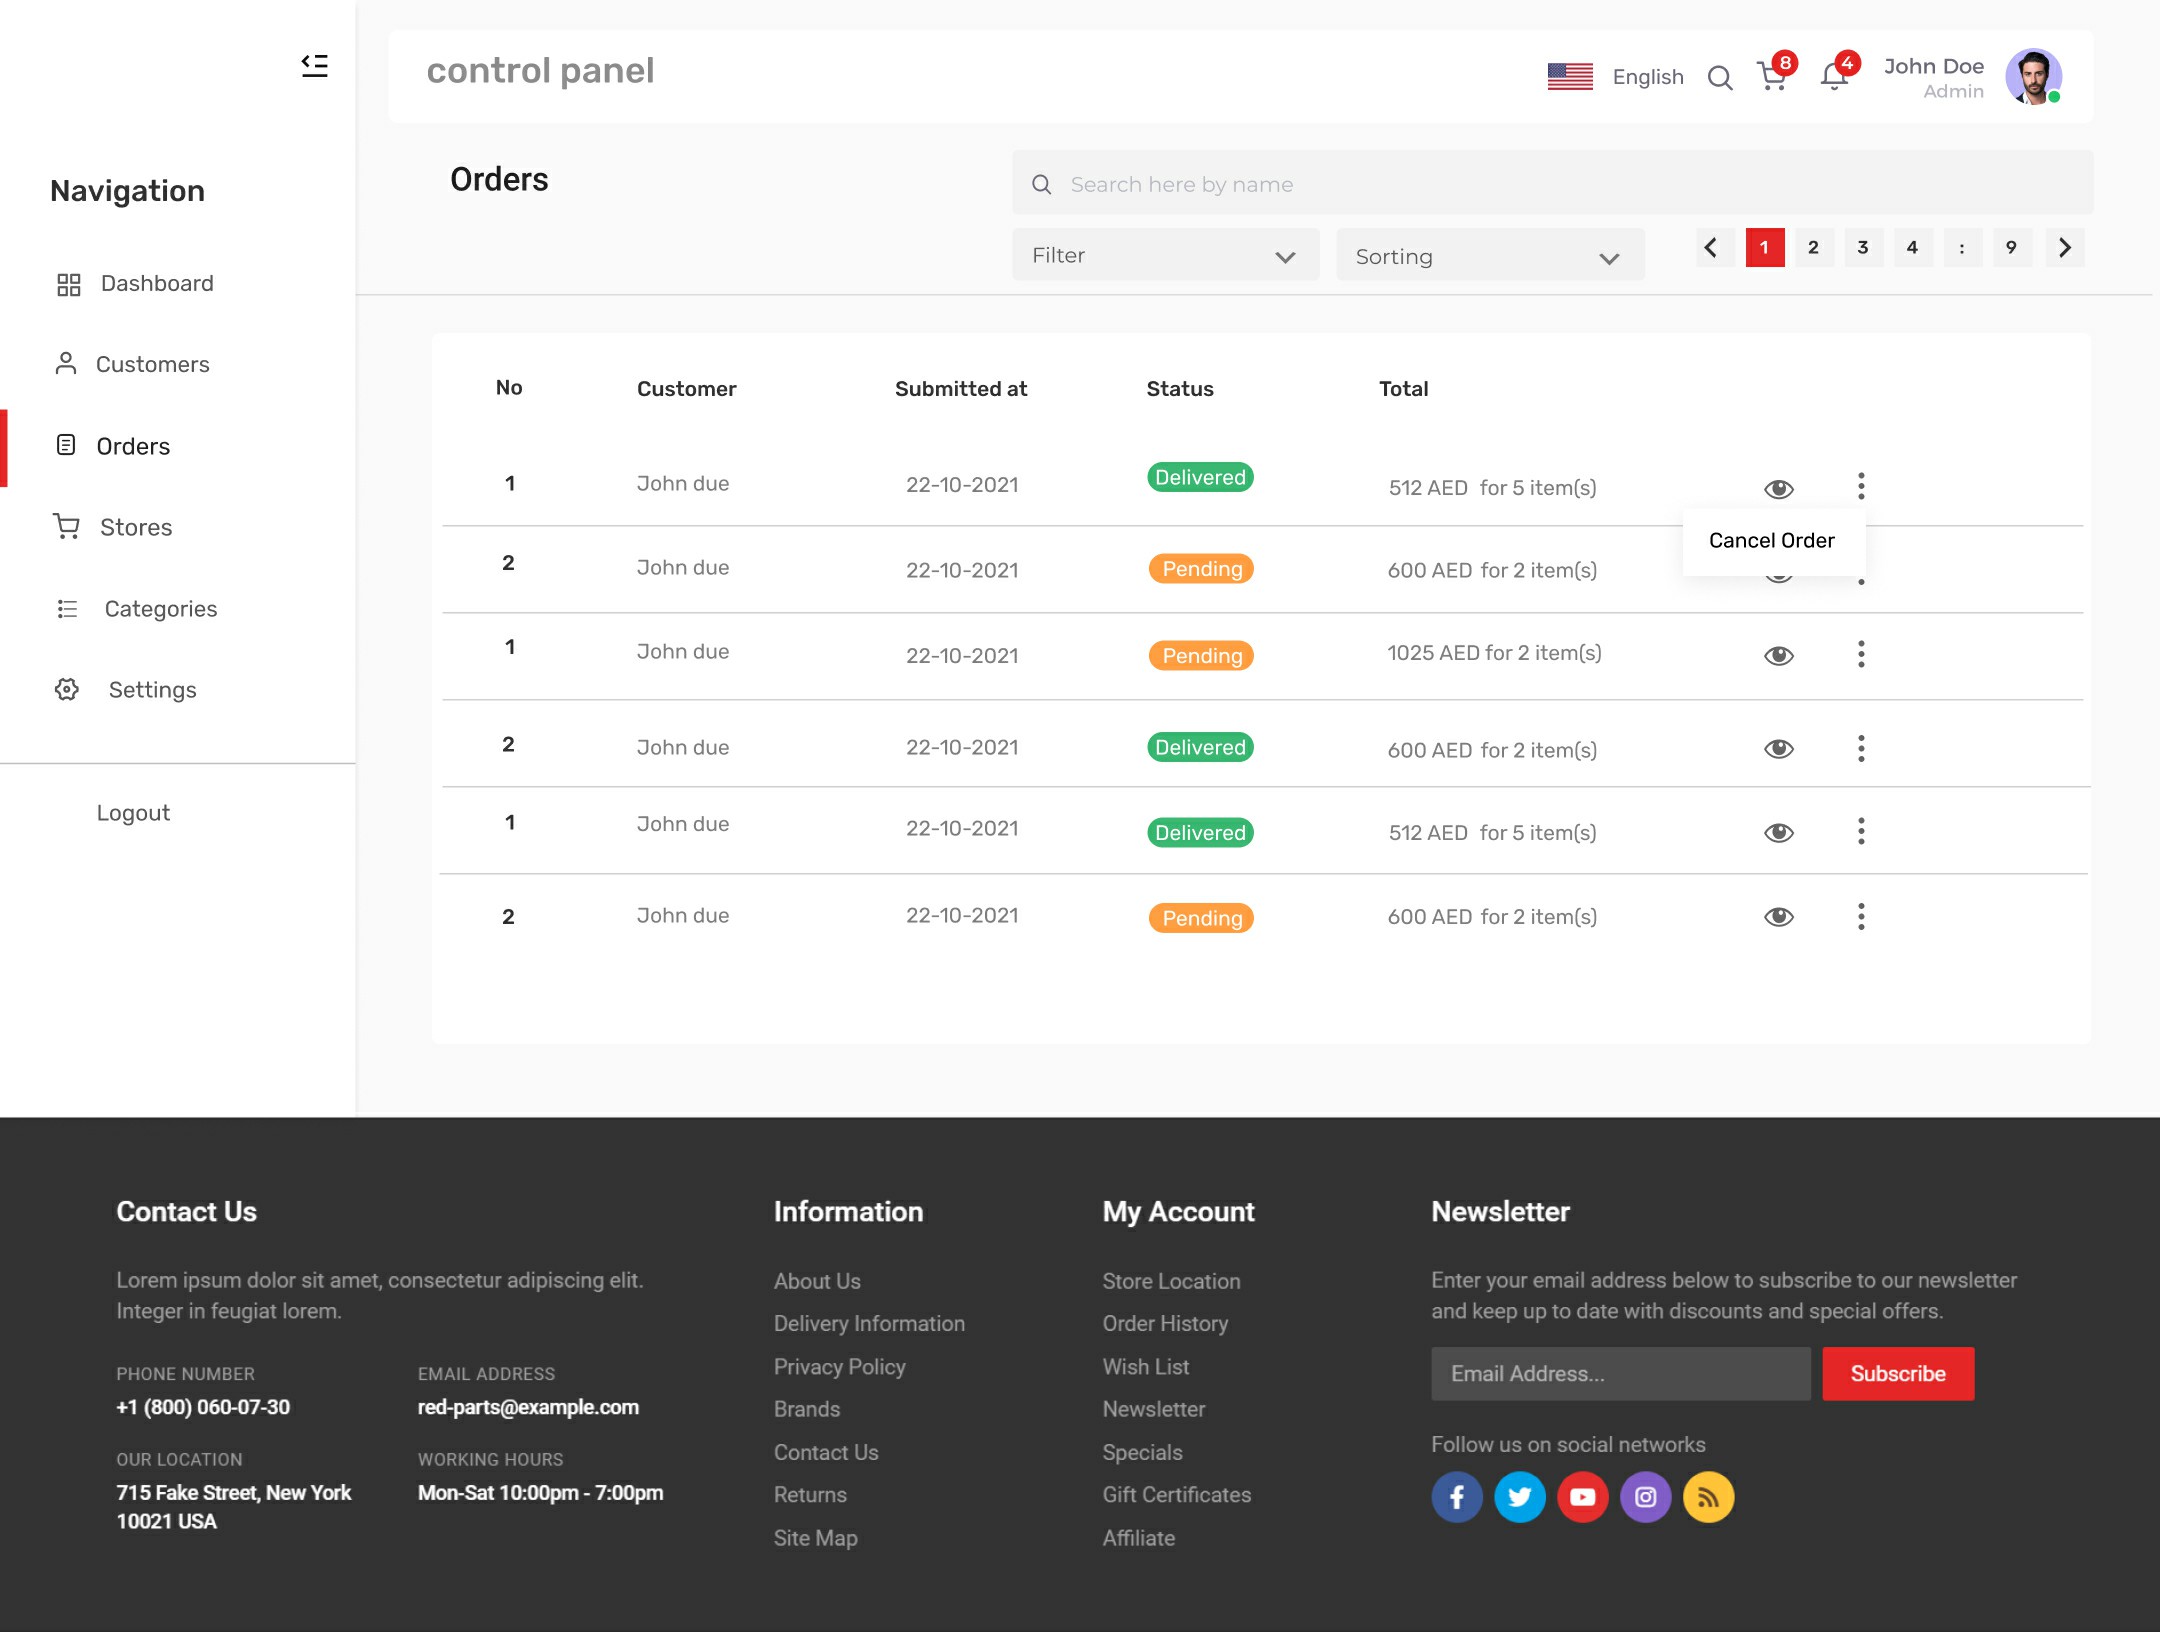 control panel
English
8
4
John Doe
Admin
Navigation
Dashboard
Customers
Orders
Stores
Categories
Settings
Logout
Orders
Search here by name
Filter
Sorting
1 2 3 4 : 9
No Customer Submitted at Status Total
1 John due 22-10-2021 Delivered 512 AED for 5 item(s)
Cancel Order
2 John due 22-10-2021 Pending 600 AED for 2 item(s)
1 John due 22-10-2021 Pending 1025 AED for 2 item(s)
2 John due 22-10-2021 Delivered 600 AED for 2 item(s)
1 John due 22-10-2021 Delivered 512 AED for 5 item(s)
2 John due 22-10-2021 Pending 600 AED for 2 item(s)
Contact Us
Lorem ipsum dolor sit amet, consectetur adipiscing elit.
Integer in feugiat lorem.
PHONE NUMBER
+1 (800) 060-07-30
EMAIL ADDRESS
red-parts@example.com
OUR LOCATION
715 Fake Street, New York
10021 USA
WORKING HOURS
Mon-Sat 10:00pm - 7:00pm
Information
About Us
Delivery Information
Privacy Policy
Brands
Contact Us
Returns
Site Map
My Account
Store Location
Order History
Wish List
Newsletter
Specials
Gift Certificates
Affiliate
Newsletter
Enter your email address below to subscribe to our newsletter
and keep up to date with discounts and special offers.
Email Address...
Subscribe
Follow us on social networks